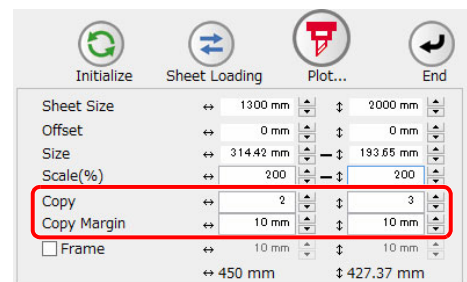 Initialize Sheet Loading Plot... End
Sheet Size ↔ 1300 mm ↕ 2000 mm
Offset ↔ 0 mm ↕ 0 mm
Size ↔ 314.42 mm ↕ 193.65 mm
Scale(%) ↔ 200 ↕ 200
Copy ↔ 2 ↕ 3
Copy Margin ↔ 10 mm ↕ 10 mm
Frame ↔ 10 mm ↕ 10 mm
↔ 450 mm ↕ 427.37 mm